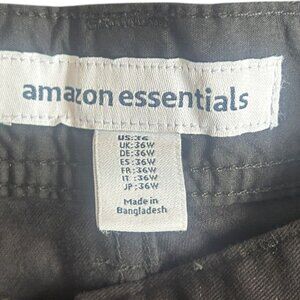 amazon essentials
US:36
UK:36W
DE:36W
ES:36W
FR:36W
IT :36W
JP:36W
Made in
Bangladesh